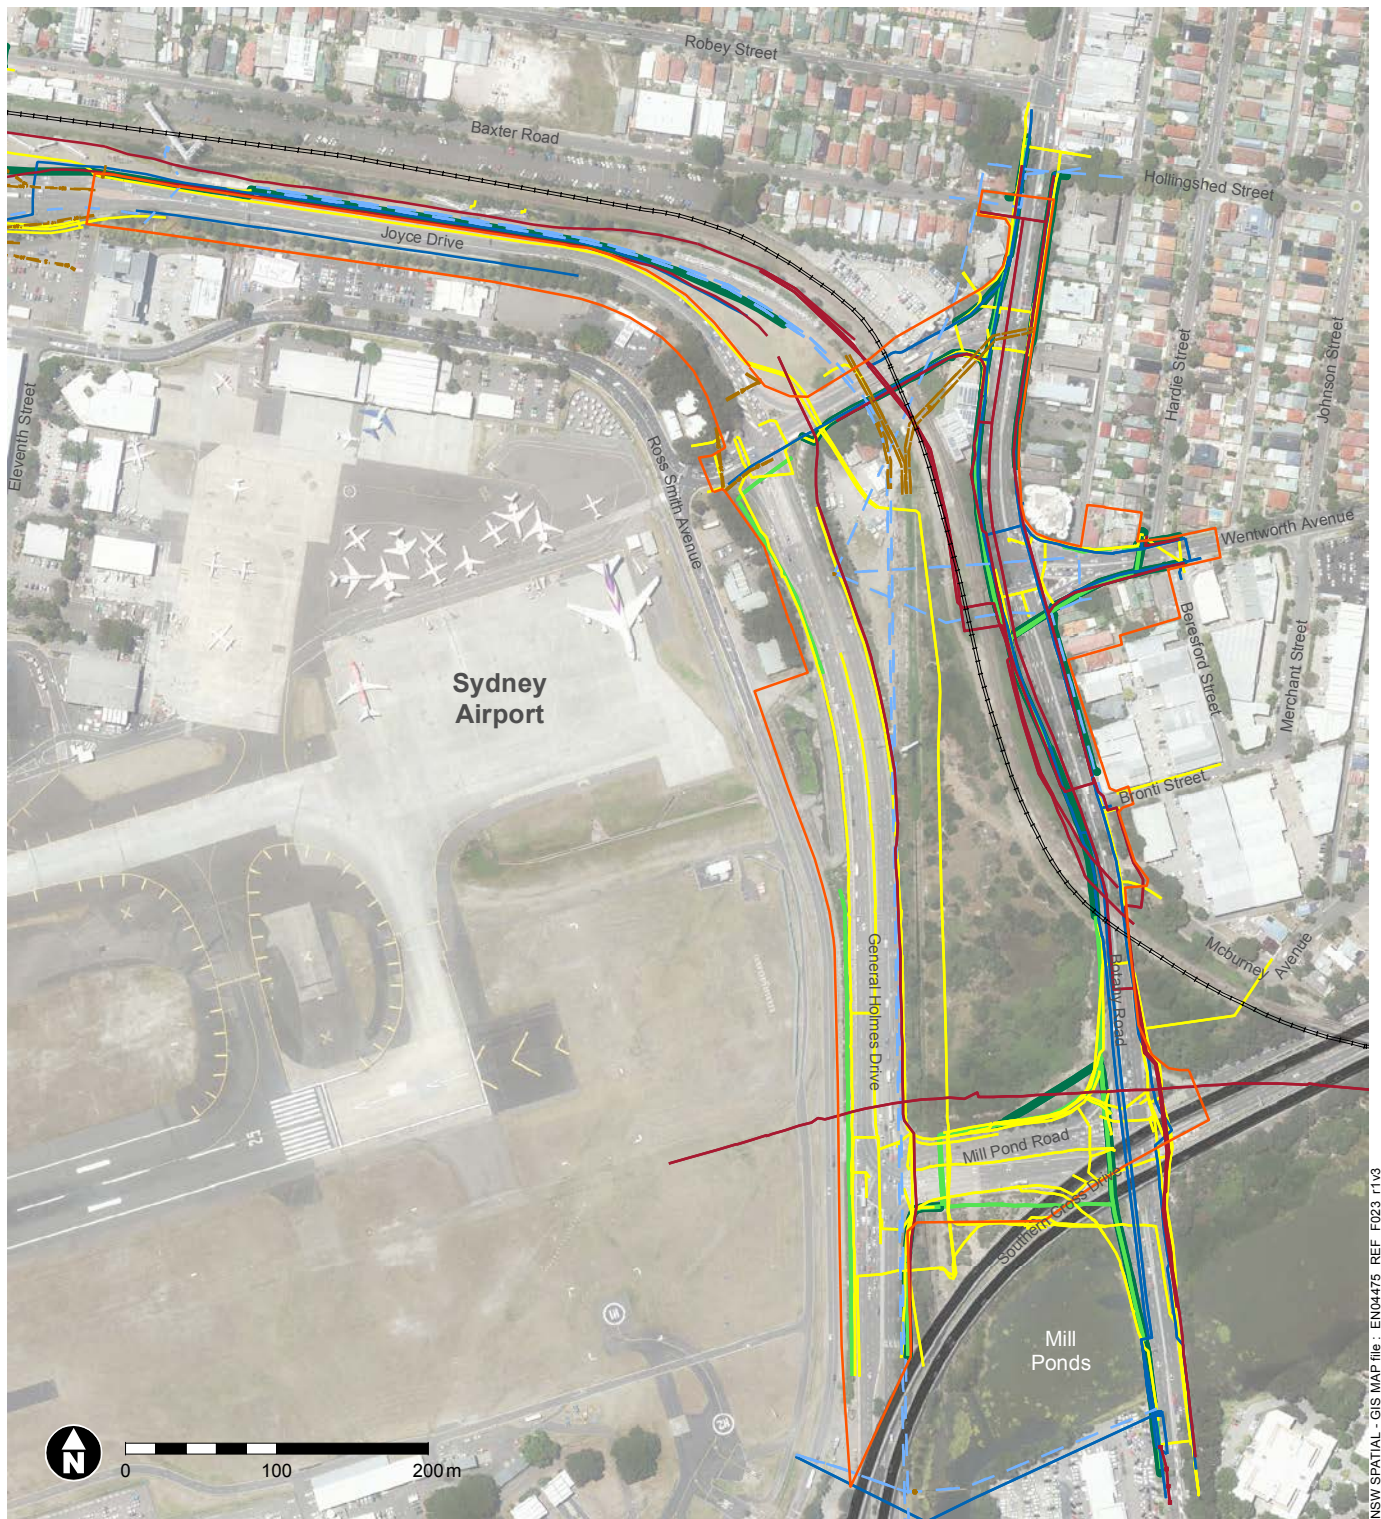 Robey Street
Baxter Road
Hollingshed Street
Joyce Drive
Hardie Street
Johnson Street
Eleventh Street
Ross Smith Avenue
Wentworth Avenue
Beresford Street
Merchant Street
Sydney
Airport
Bronti Street
Mcburney
Avenue
General Holmes Drive
Botany Road
Mill Pond Road
Southern Cross Drive
25
Mill
Ponds
N
0
100
200 m
NSW SPATIAL - GIS MAP file : EN04475 REF F023 r1v3